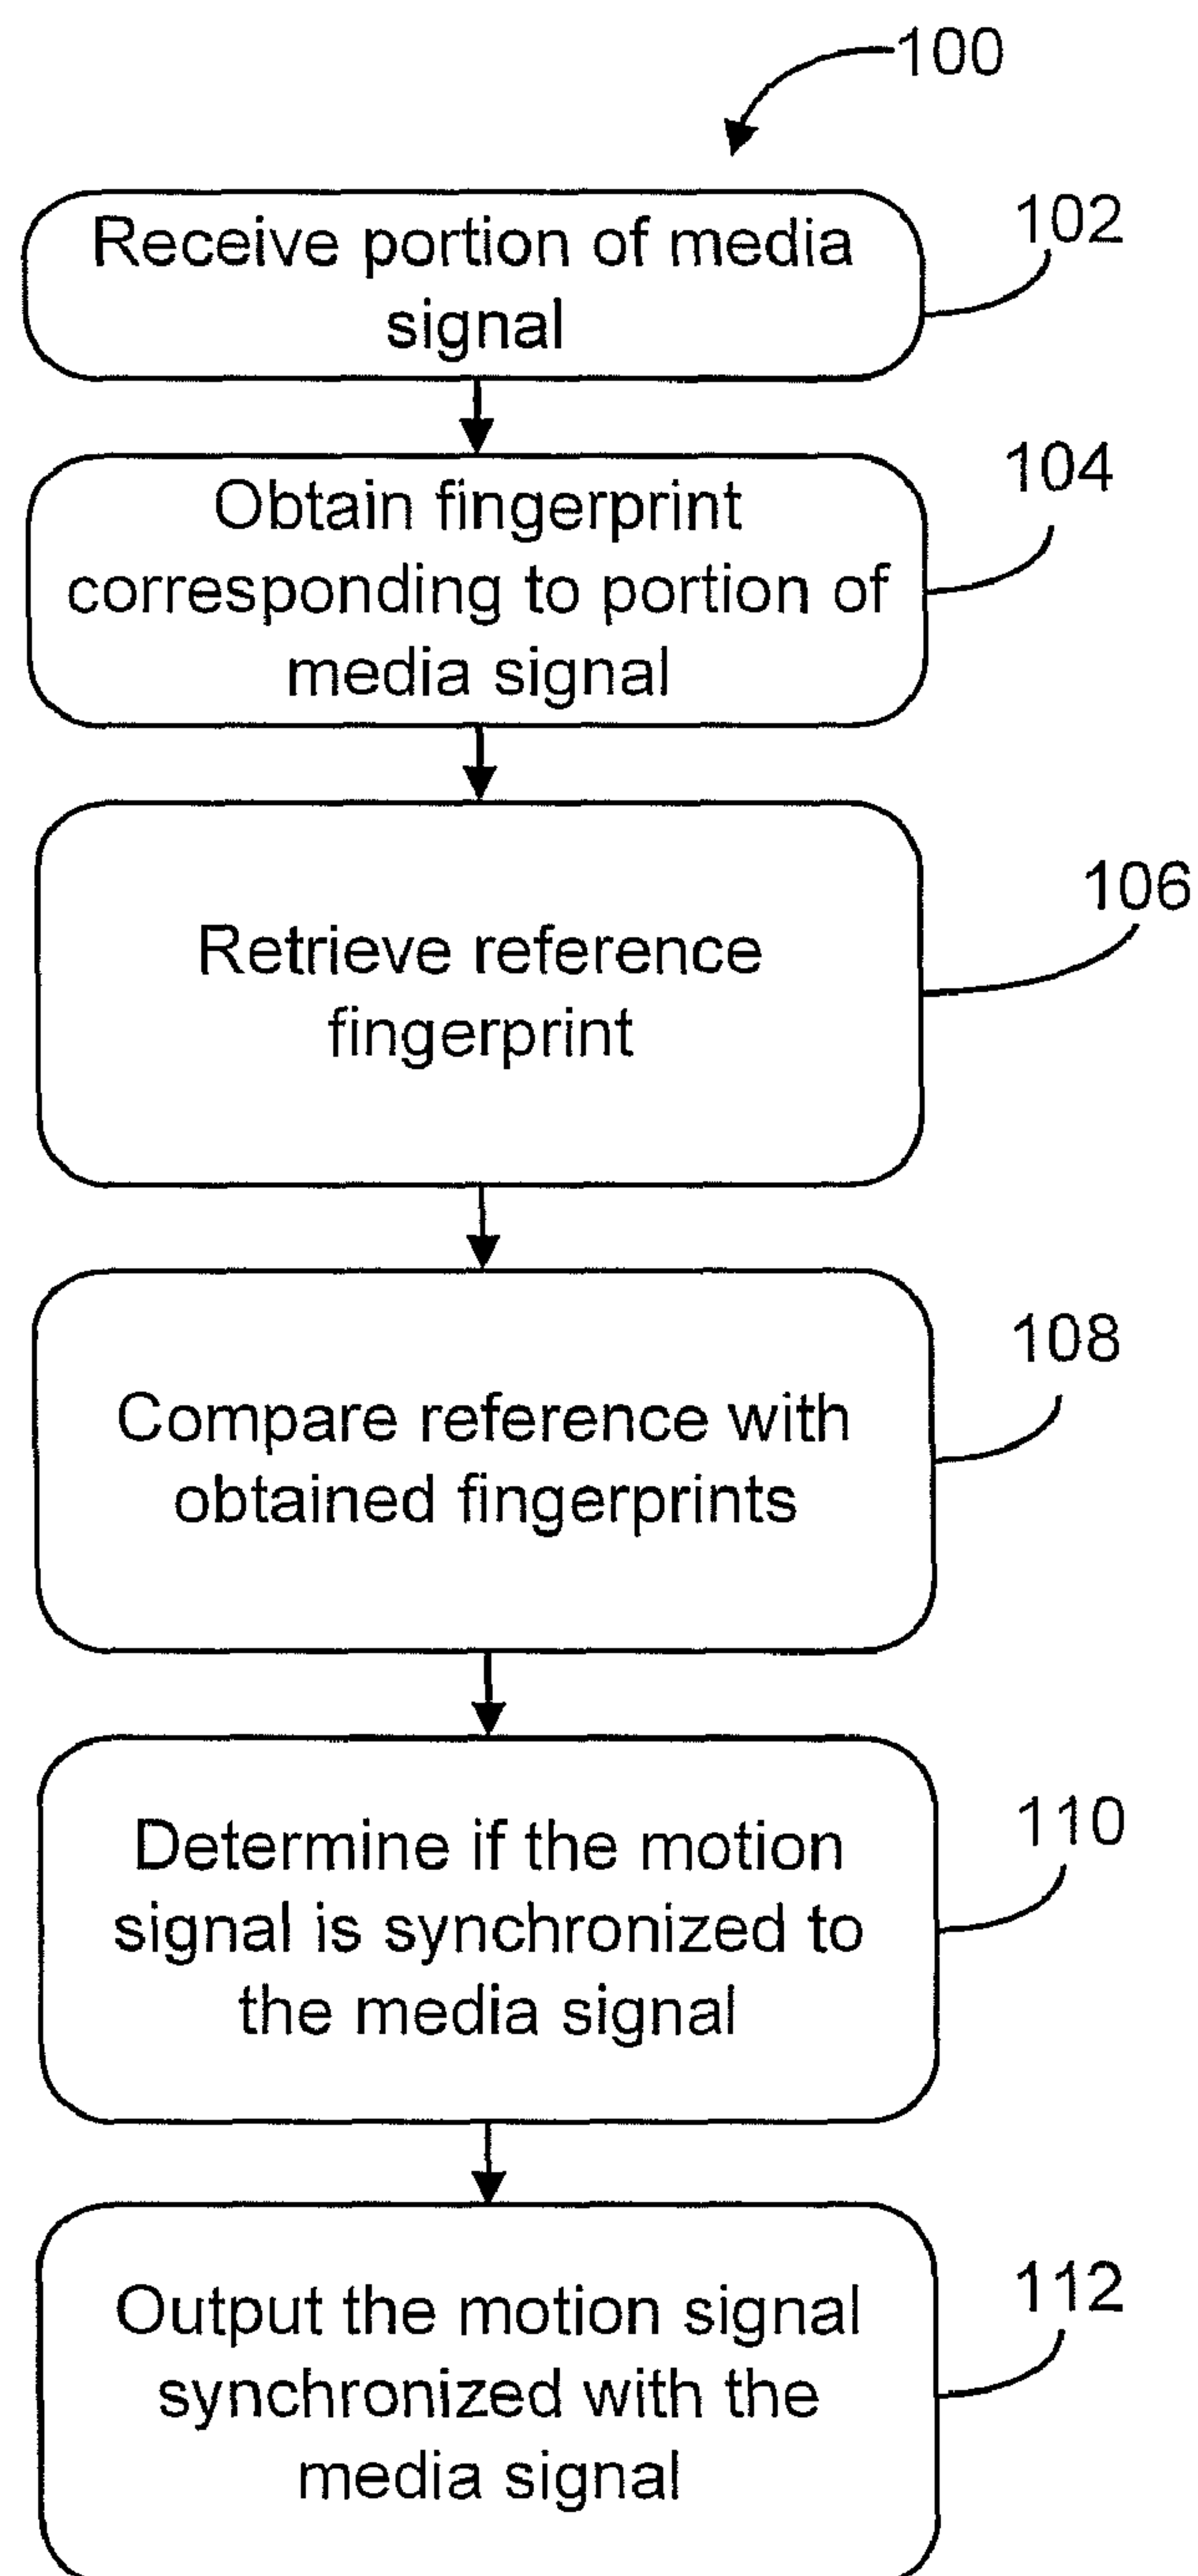 100
Receive portion of media
signal
102
Obtain fingerprint
corresponding to portion of
media signal
104
Retrieve reference
fingerprint
106
Compare reference with
obtained fingerprints
108
Determine if the motion
signal is synchronized to
the media signal
110
Output the motion signal
synchronized with the
media signal
112